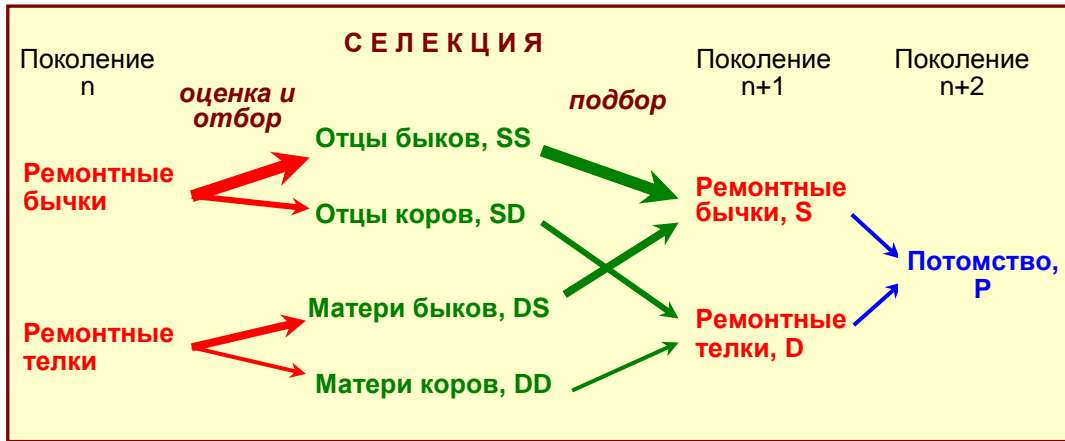 С Е Л Е К Ц И Я
Поколение
n
оценка и
отбор
подбор
Поколение
n+1
Поколение
n+2
Ремонтные
бычки
Отцы быков, SS
Отцы коров, SD
Ремонтные
бычки, S
Потомство,
P
Ремонтные
телки
Матери быков, DS
Матери коров, DD
Ремонтные
телки, D